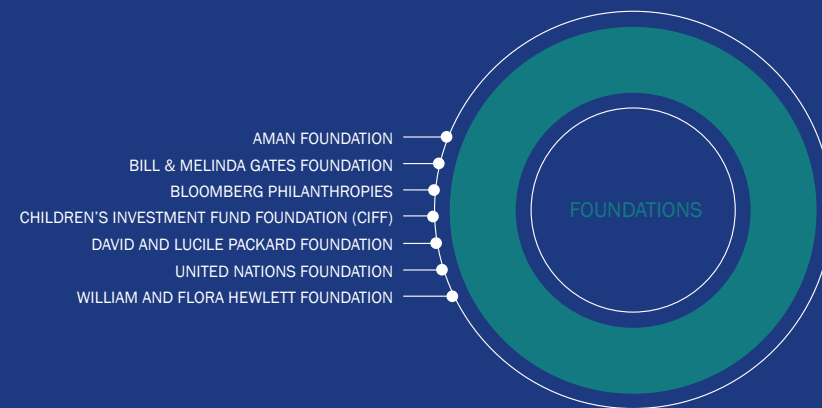 AMAN FOUNDATION
BILL & MELINDA GATES FOUNDATION
BLOOMBERG PHILANTHROPIES
CHILDREN’S INVESTMENT FUND FOUNDATION (CIFF)
DAVID AND LUCILE PACKARD FOUNDATION
UNITED NATIONS FOUNDATION
WILLIAM AND FLORA HEWLETT FOUNDATION
FOUNDATIONS